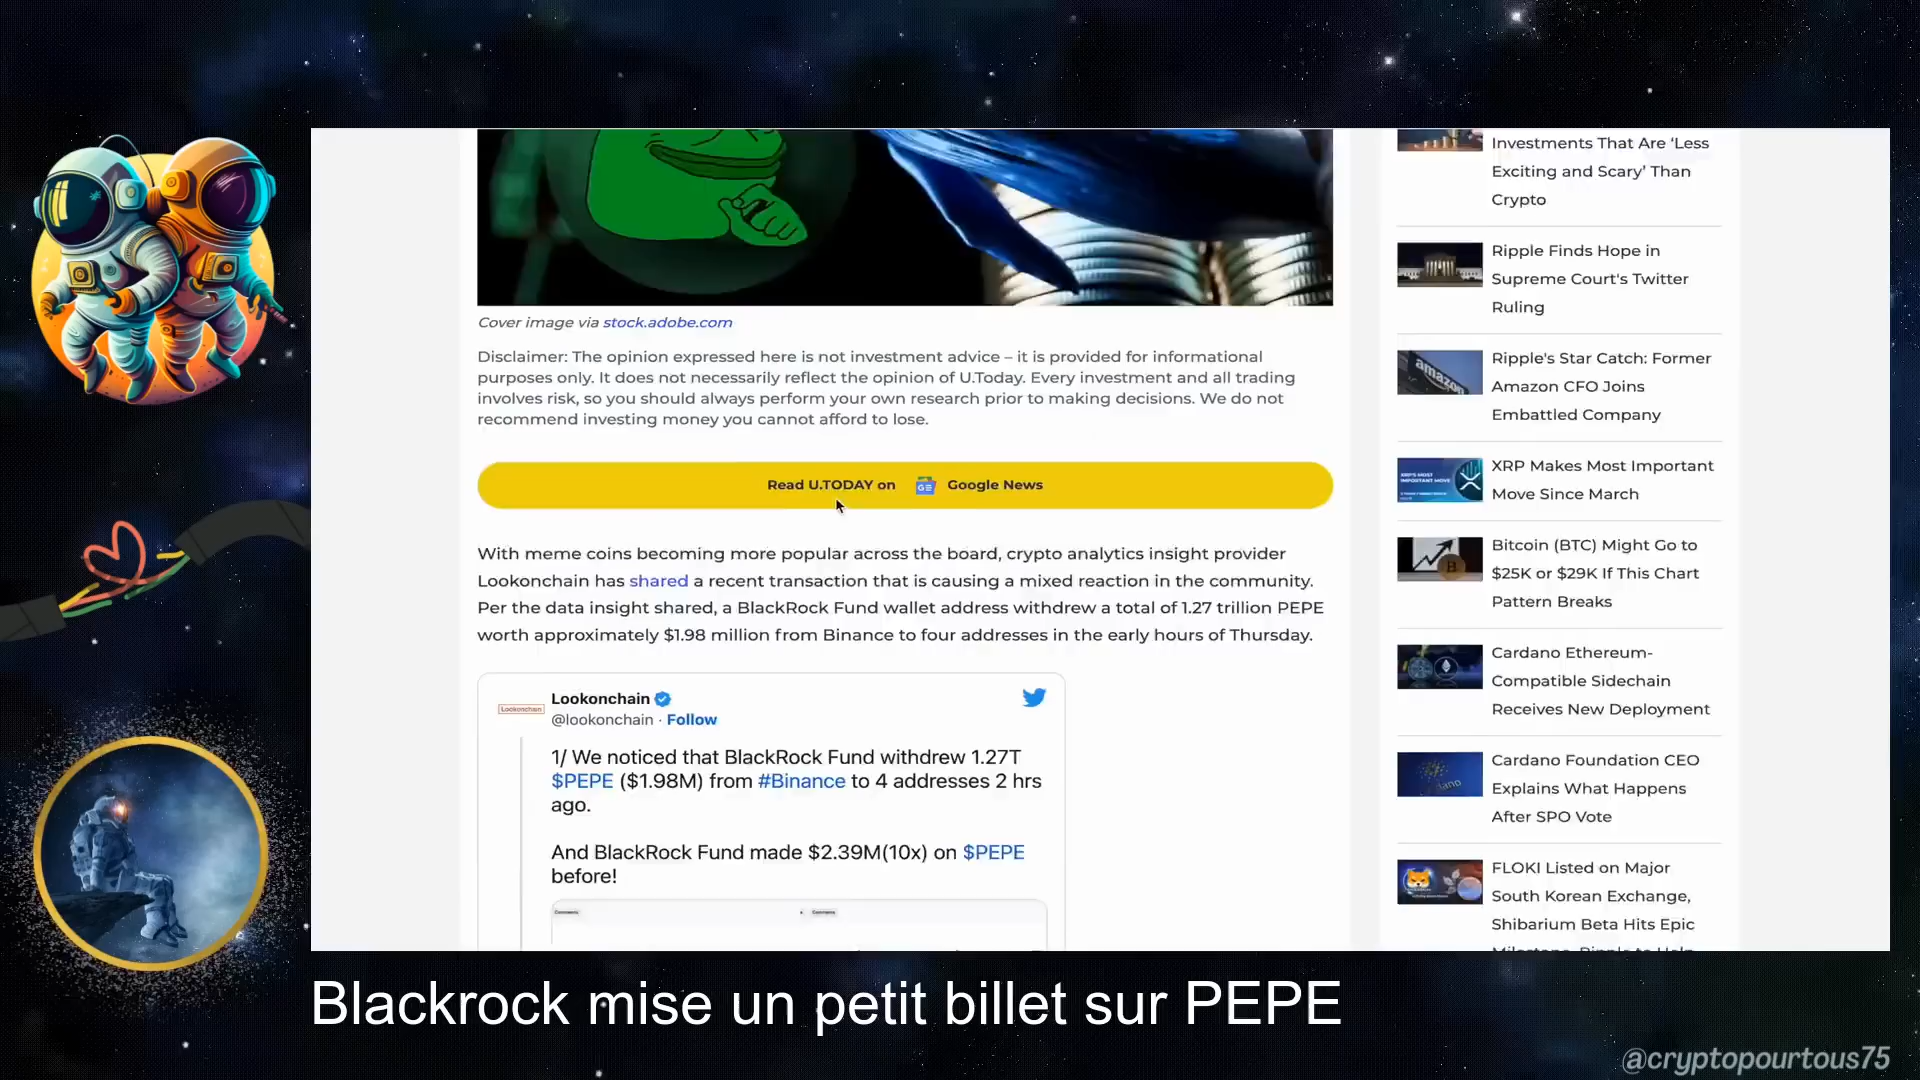 Cover image via stock.adobe.com
Disclaimer: The opinion expressed here is not investment advice – it is provided for informational
purposes only. It does not necessarily reflect the opinion of U.Today. Every investment and all trading
involves risk, so you should always perform your own research prior to making decisions. We do not
recommend investing money you cannot afford to lose.
Read U.TODAY on Google News
With meme coins becoming more popular across the board, crypto analytics insight provider
Lookonchain has shared a recent transaction that is causing a mixed reaction in the community.
Per the data insight shared, a BlackRock Fund wallet address withdrew a total of 1.27 trillion PEPE
worth approximately $1.98 million from Binance to four addresses in the early hours of Thursday.
Lookonchain
Lookonchain
@lookonchain · Follow
1/ We noticed that BlackRock Fund withdrew 1.27T
$PEPE ($1.98M) from #Binance to 4 addresses 2 hrs
ago.
And BlackRock Fund made $2.39M(10x) on $PEPE
before!
Investments That Are ‘Less
Exciting and Scary’ Than
Crypto
Ripple Finds Hope in
Supreme Court's Twitter
Ruling
amazon
Ripple's Star Catch: Former
Amazon CFO Joins
Embattled Company
XRP Makes Most Important
Move Since March
Bitcoin (BTC) Might Go to
$25K or $29K If This Chart
Pattern Breaks
Cardano Ethereum-
Compatible Sidechain
Receives New Deployment
Cardano Foundation CEO
Explains What Happens
After SPO Vote
FLOKI Listed on Major
South Korean Exchange,
Shibarium Beta Hits Epic
Blackrock mise un petit billet sur PEPE
@cryptopourtous75